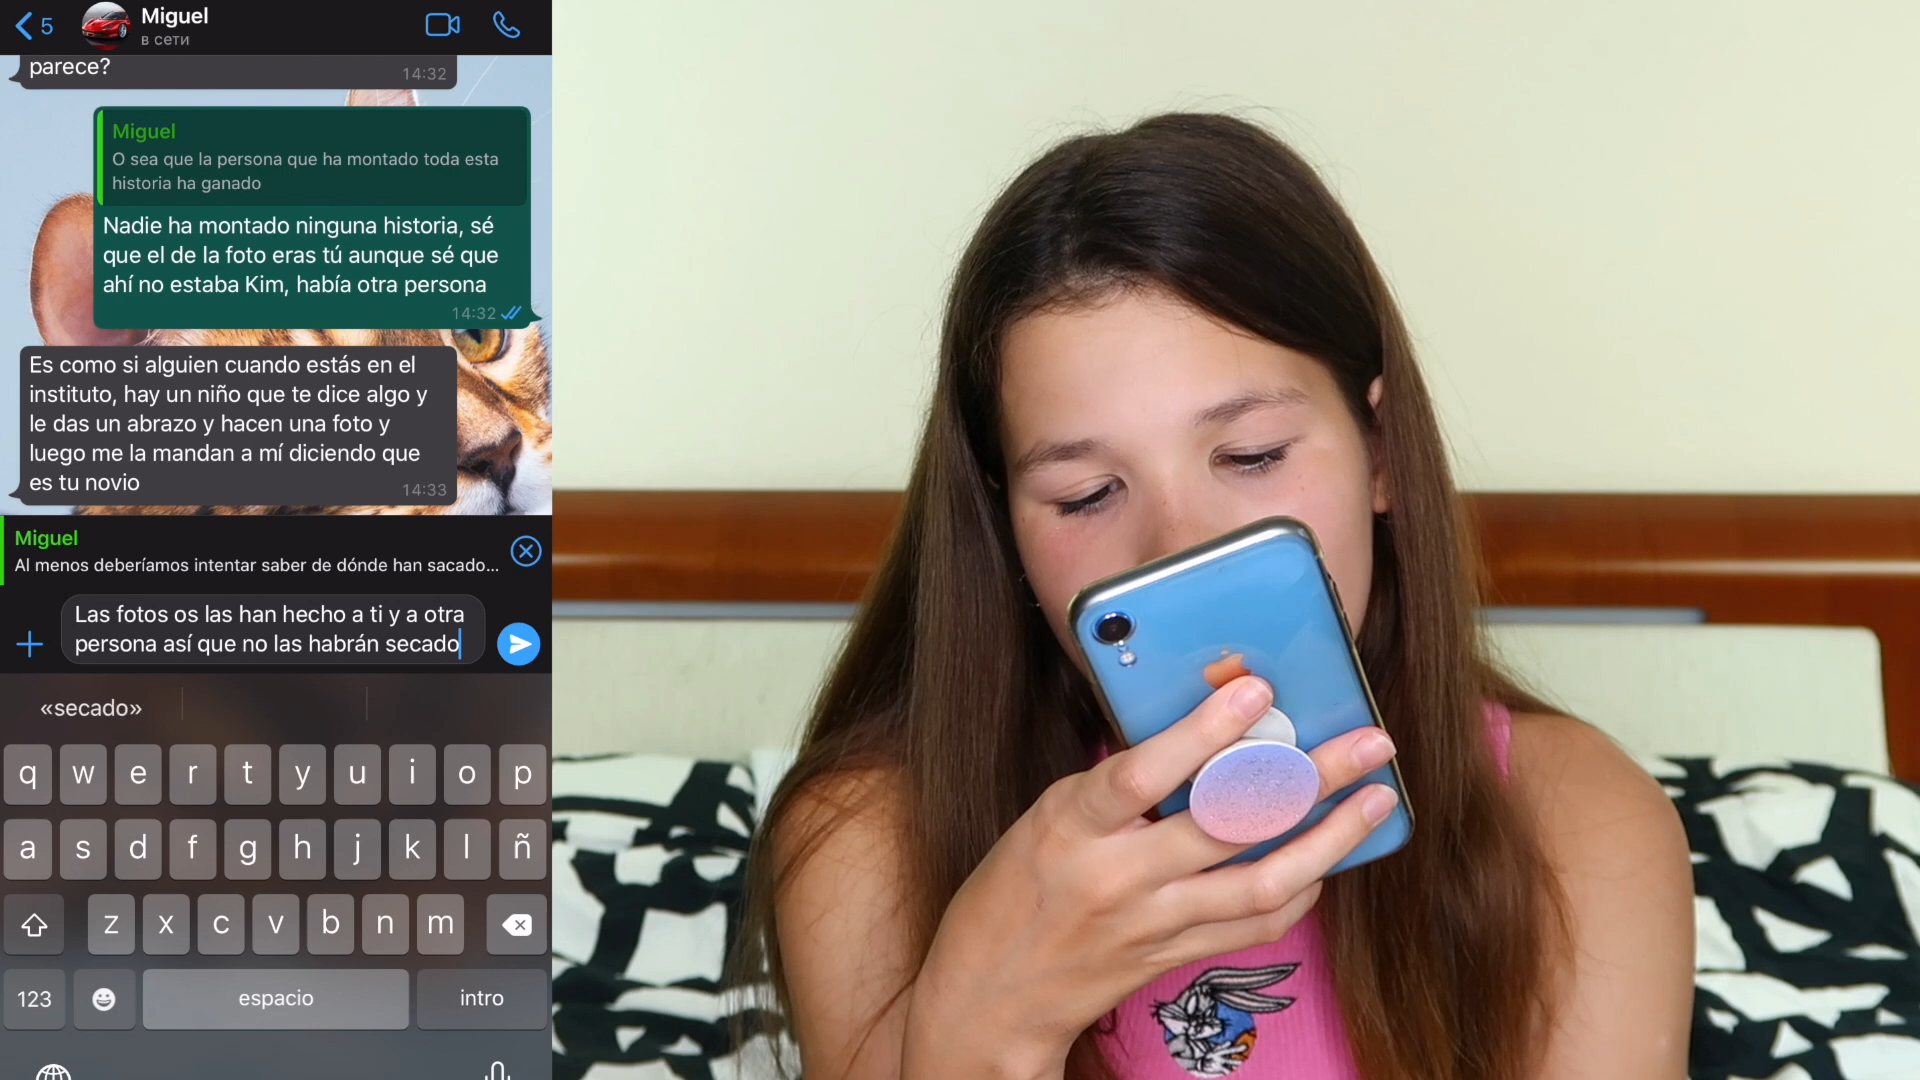 5
Miguel
в сети
parece?
14:32
Miguel
O sea que la persona que ha montado toda esta
historia ha ganado
Nadie ha montado ninguna historia, sé
que el de la foto eras tú aunque sé que
ahí no estaba Kim, había otra persona
14:32
Es como si alguien cuando estás en el
instituto, hay un niño que te dice algo y
le das un abrazo y hacen una foto y
luego me la mandan a mí diciendo que
es tu novio
14:33
Miguel
Al menos deberíamos intentar saber de dónde han sacado...
Las fotos os las han hecho a ti y a otra
persona así que no las habrán secado
«secado»
q w e r t y u i o p
a s d f g h j k l ñ
z x c v b n m
123 espacio intro